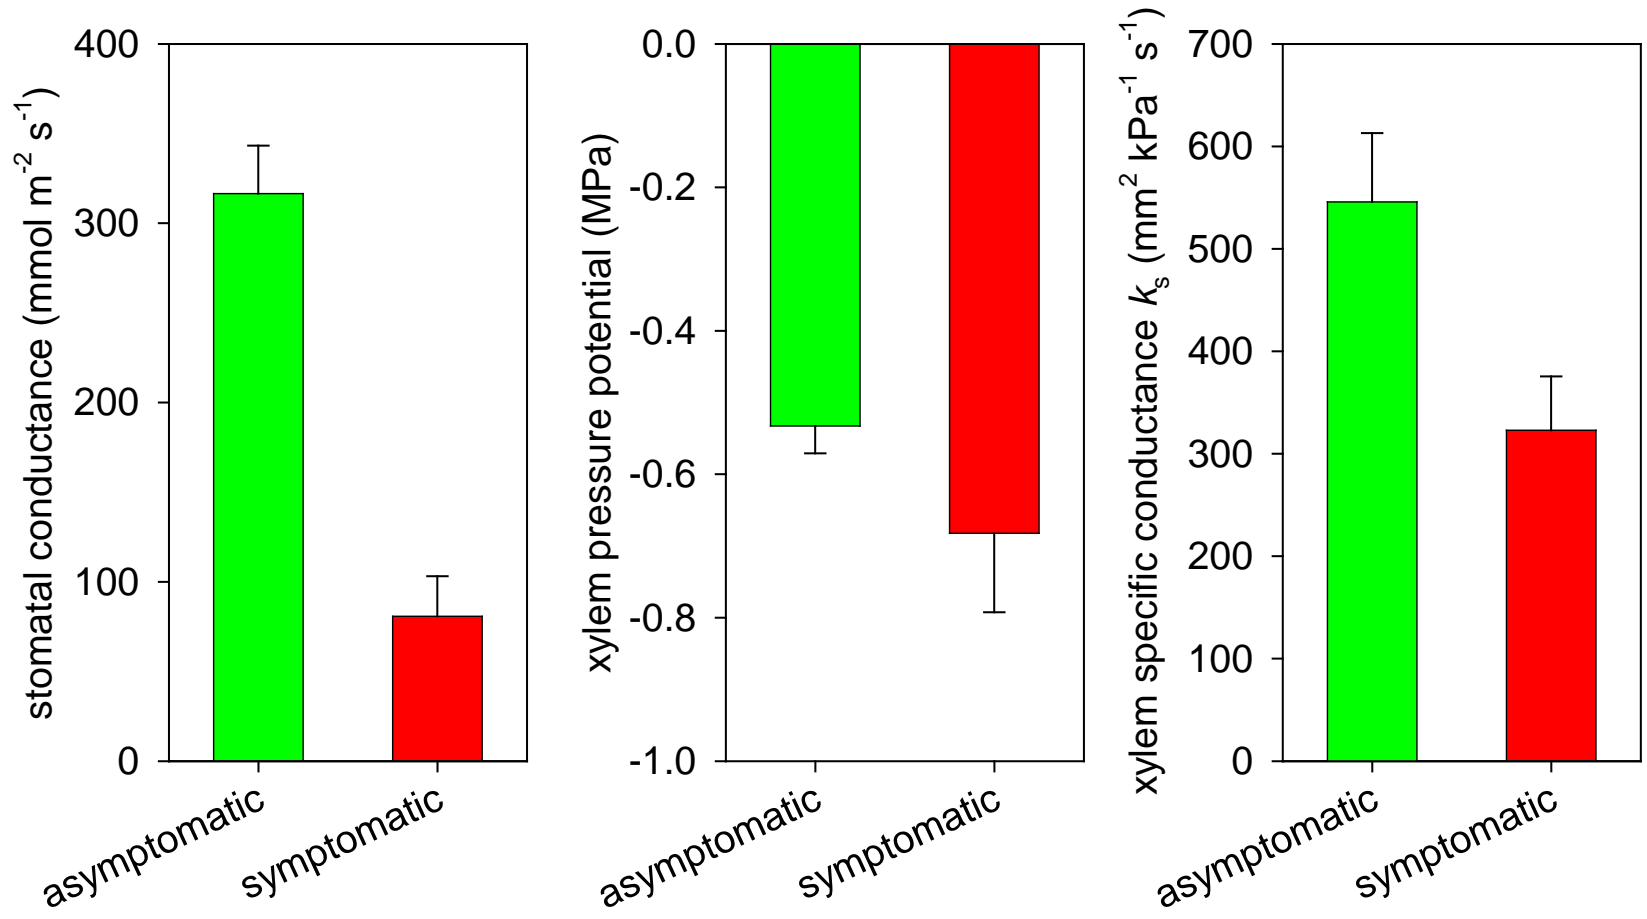 stomatal conductance (mmol m⁻² s⁻¹)
400
300
200
100
0
asymptomatic
symptomatic
xylem pressure potential (MPa)
0.0
-0.2
-0.4
-0.6
-0.8
-1.0
asymptomatic
symptomatic
xylem specific conductance kₛ (mm² kPa⁻¹ s⁻¹)
700
600
500
400
300
200
100
0
asymptomatic
symptomatic